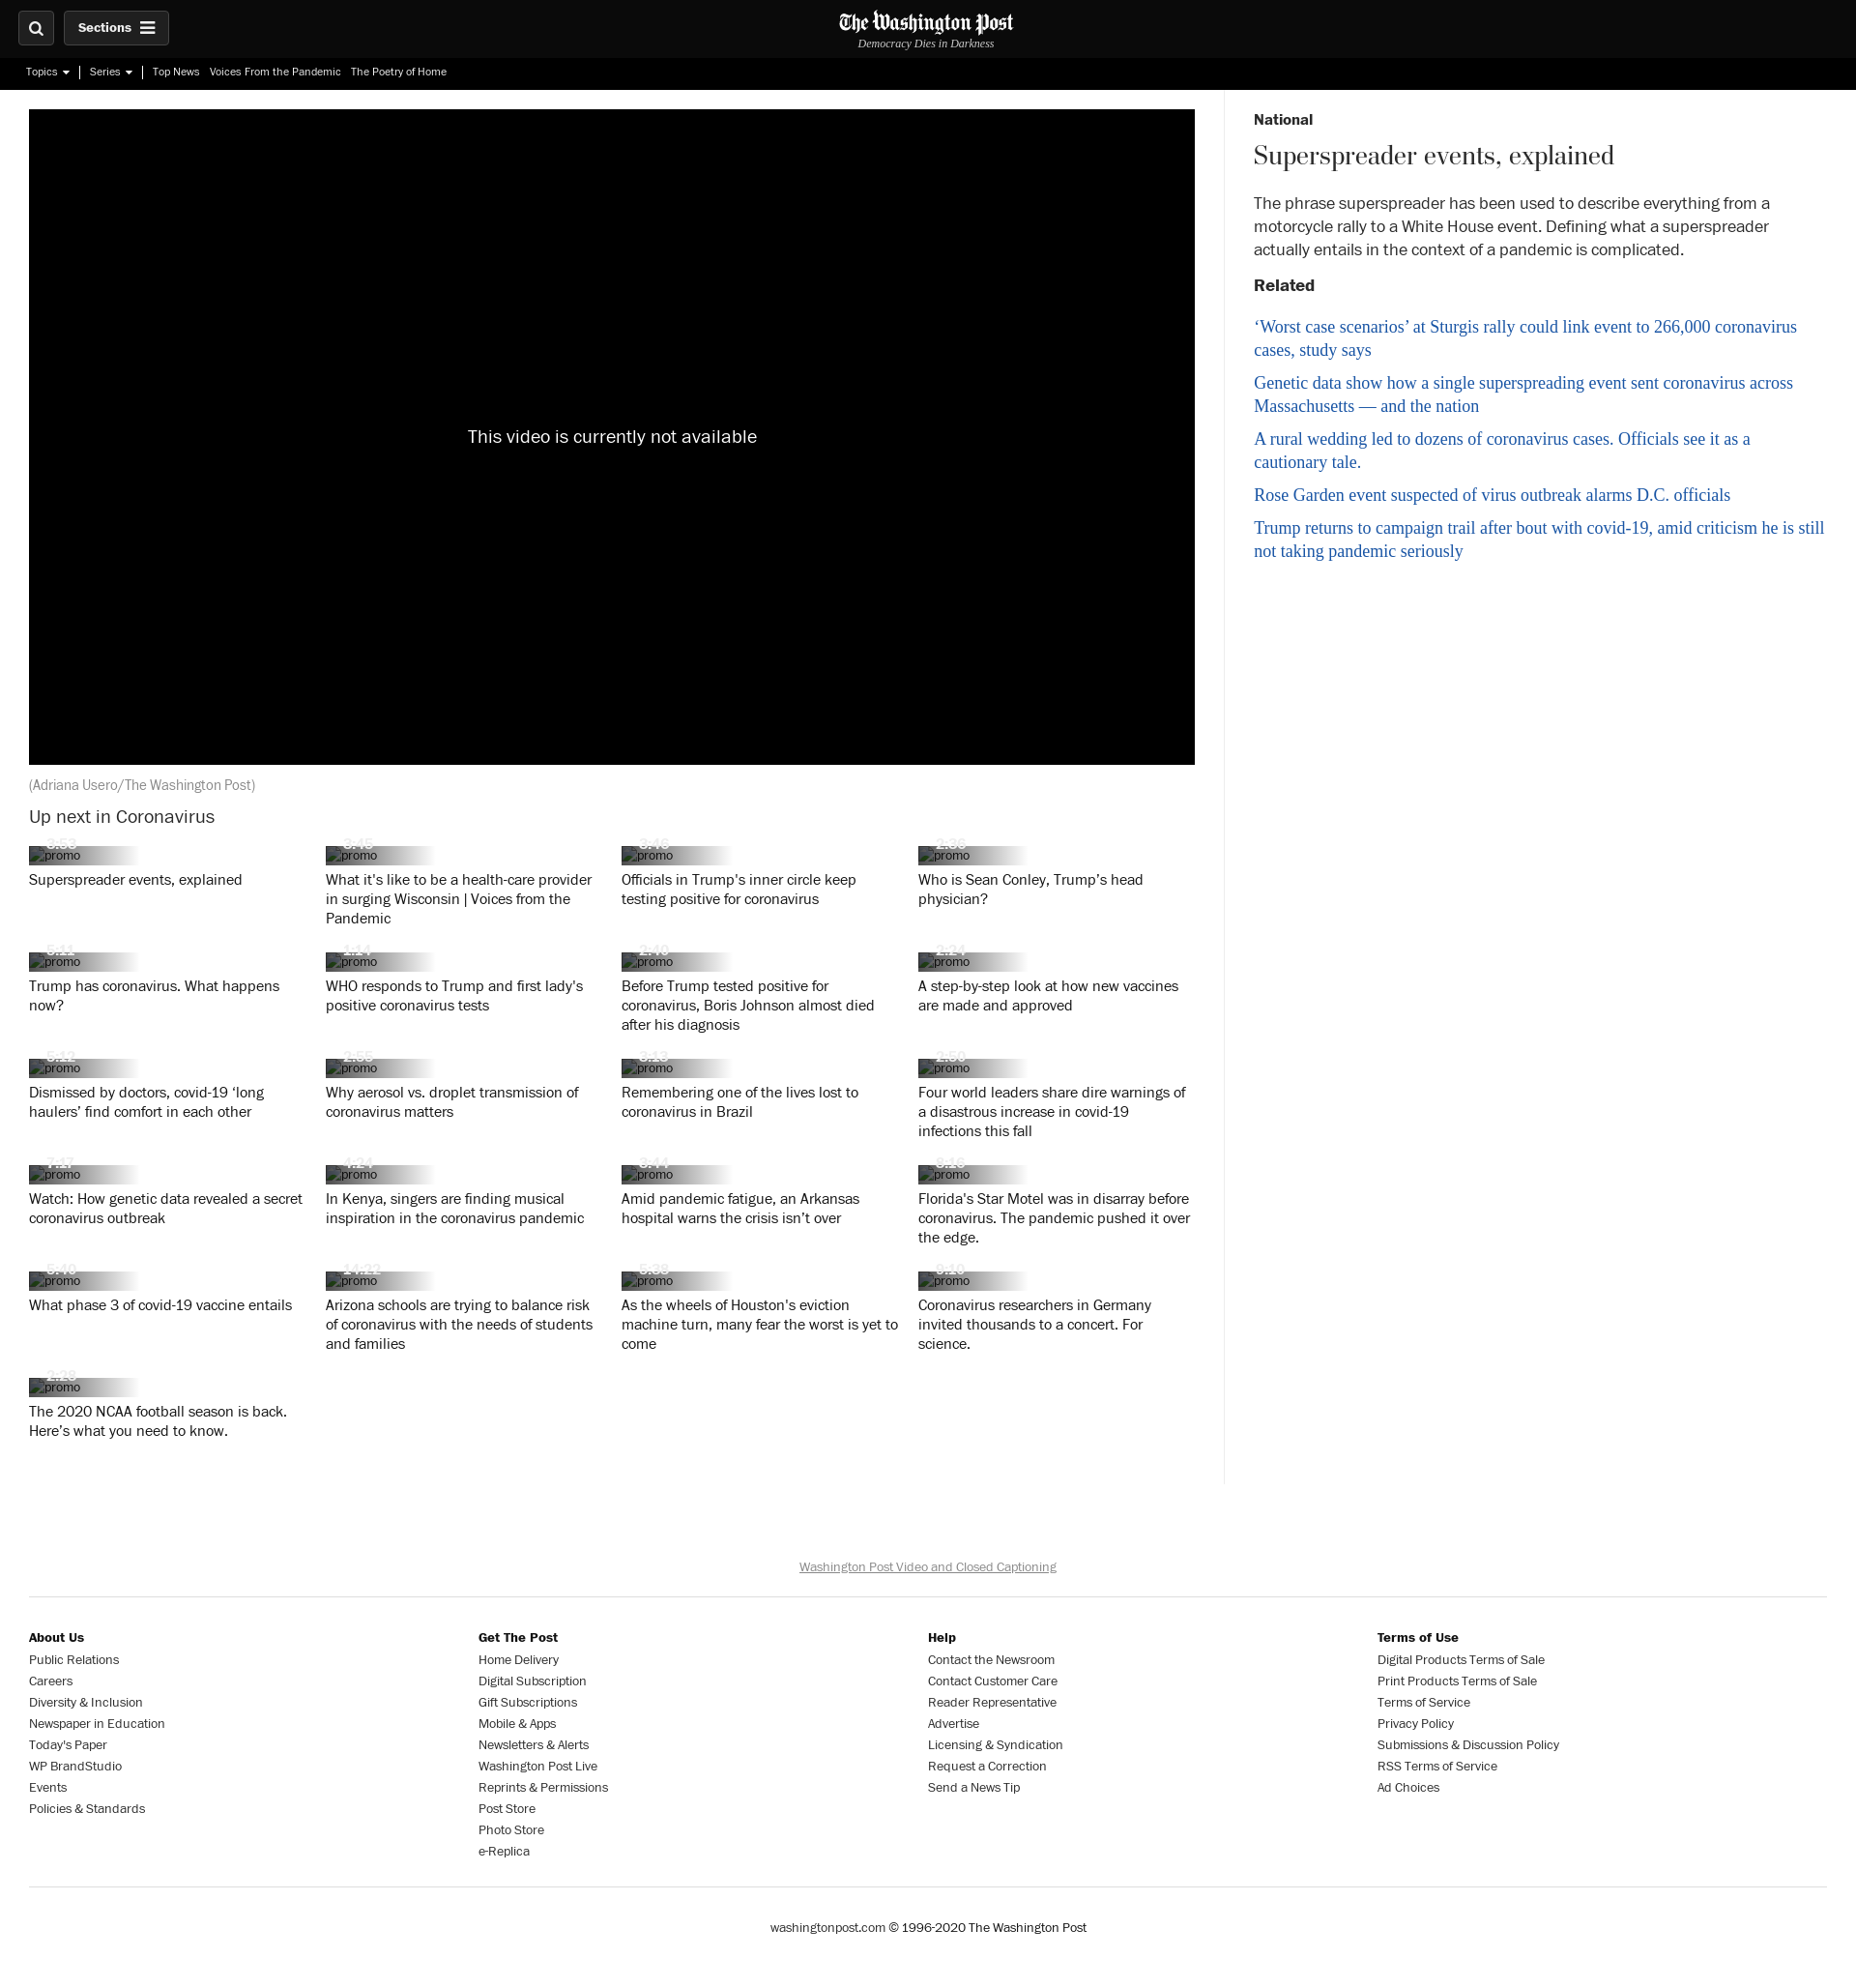 Sections
The Washington Post
Democracy Dies in Darkness
Topics
Series
Top News
Voices From the Pandemic
The Poetry of Home
This video is currently not available
(Adriana Usero/The Washington Post)
National
Superspreader events, explained
The phrase superspreader has been used to describe everything from a
motorcycle rally to a White House event. Defining what a superspreader
actually entails in the context of a pandemic is complicated.
Related
‘Worst case scenarios’ at Sturgis rally could link event to 266,000 coronavirus
cases, study says
Genetic data show how a single superspreading event sent coronavirus across
Massachusetts — and the nation
A rural wedding led to dozens of coronavirus cases. Officials see it as a
cautionary tale.
Rose Garden event suspected of virus outbreak alarms D.C. officials
Trump returns to campaign trail after bout with covid-19, amid criticism he is still
not taking pandemic seriously
Up next in Coronavirus
3:53
promo
Superspreader events, explained
3:45
promo
What it's like to be a health-care provider
in surging Wisconsin | Voices from the
Pandemic
3:46
promo
Officials in Trump's inner circle keep
testing positive for coronavirus
2:36
promo
Who is Sean Conley, Trump’s head
physician?
5:11
promo
Trump has coronavirus. What happens
now?
1:14
promo
WHO responds to Trump and first lady's
positive coronavirus tests
2:40
promo
Before Trump tested positive for
coronavirus, Boris Johnson almost died
after his diagnosis
2:24
promo
A step-by-step look at how new vaccines
are made and approved
5:12
promo
Dismissed by doctors, covid-19 ‘long
haulers’ find comfort in each other
2:55
promo
Why aerosol vs. droplet transmission of
coronavirus matters
3:13
promo
Remembering one of the lives lost to
coronavirus in Brazil
2:50
promo
Four world leaders share dire warnings of
a disastrous increase in covid-19
infections this fall
7:17
promo
Watch: How genetic data revealed a secret
coronavirus outbreak
4:24
promo
In Kenya, singers are finding musical
inspiration in the coronavirus pandemic
3:44
promo
Amid pandemic fatigue, an Arkansas
hospital warns the crisis isn’t over
8:16
promo
Florida's Star Motel was in disarray before
coronavirus. The pandemic pushed it over
the edge.
5:40
promo
What phase 3 of covid-19 vaccine entails
14:22
promo
Arizona schools are trying to balance risk
of coronavirus with the needs of students
and families
5:38
promo
As the wheels of Houston's eviction
machine turn, many fear the worst is yet to
come
promo
Coronavirus researchers in Germany
invited thousands to a concert. For
science.
2:28
promo
The 2020 NCAA football season is back.
Here’s what you need to know.
Washington Post Video and Closed Captioning
About Us
Public Relations
Careers
Diversity & Inclusion
Newspaper in Education
Today's Paper
WP BrandStudio
Events
Policies & Standards
Get The Post
Home Delivery
Digital Subscription
Gift Subscriptions
Mobile & Apps
Newsletters & Alerts
Washington Post Live
Reprints & Permissions
Post Store
Photo Store
e-Replica
Help
Contact the Newsroom
Contact Customer Care
Reader Representative
Advertise
Licensing & Syndication
Request a Correction
Send a News Tip
Terms of Use
Digital Products Terms of Sale
Print Products Terms of Sale
Terms of Service
Privacy Policy
Submissions & Discussion Policy
RSS Terms of Service
Ad Choices
washingtonpost.com © 1996-2020 The Washington Post